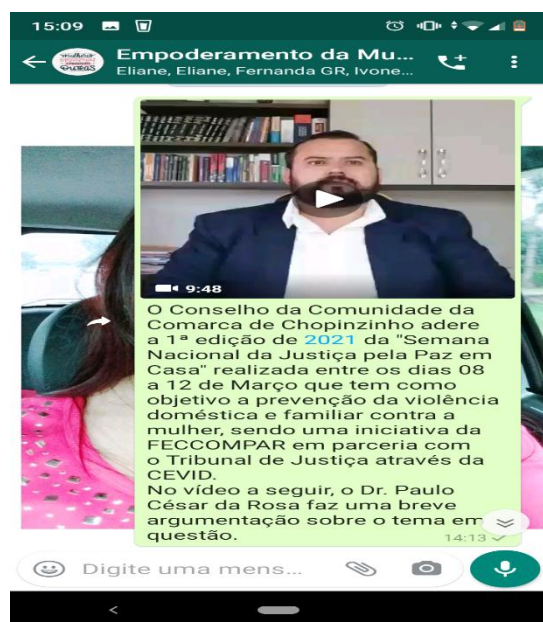 15:09
Empoderamento da Mu...
Eliane, Eliane, Fernanda GR, Ivone...
9:48
O Conselho da Comunidade da
Comarca de Chopinzinho adere
a 1ª edição de 2021 da "Semana
Nacional da Justiça pela Paz em
Casa" realizada entre os dias 08
a 12 de Março que tem como
objetivo a prevenção da violência
doméstica e familiar contra a
mulher, sendo uma iniciativa da
FECCOMPAR em parceria com
o Tribunal de Justiça através da
CEVID.
No vídeo a seguir, o Dr. Paulo
César da Rosa faz uma breve
argumentação sobre o tema em
questão.
14:13
Digite uma mens...